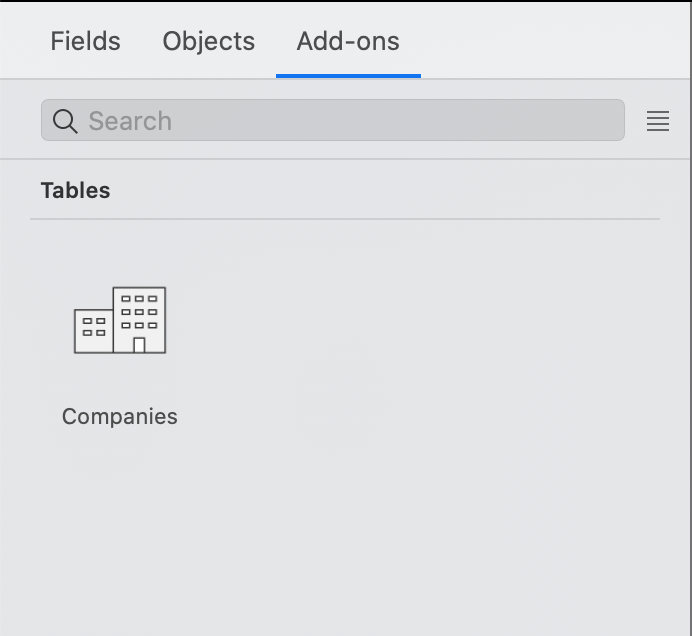 Fields Objects Add-ons
Search
Tables
Companies